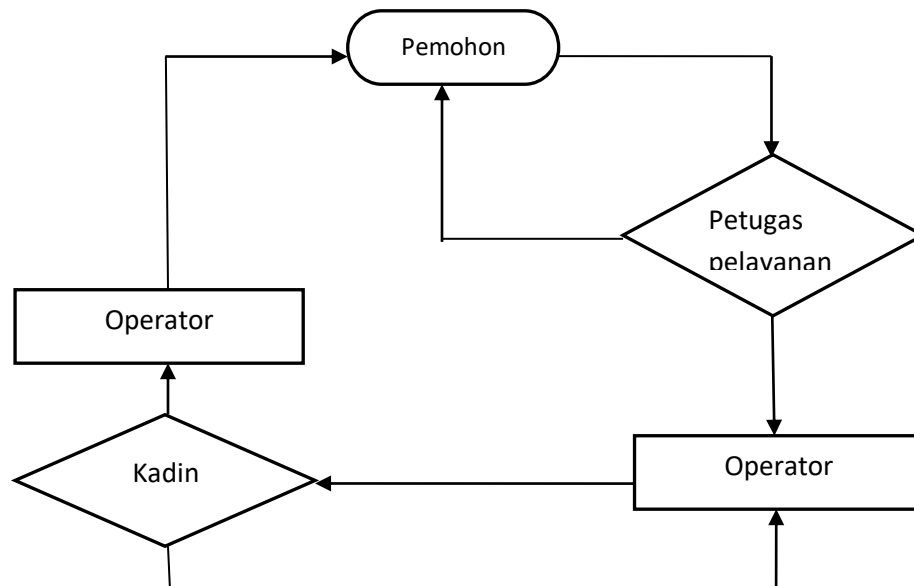 Pemohon
Petugas
pelayanan
Operator
Kadin
Operator